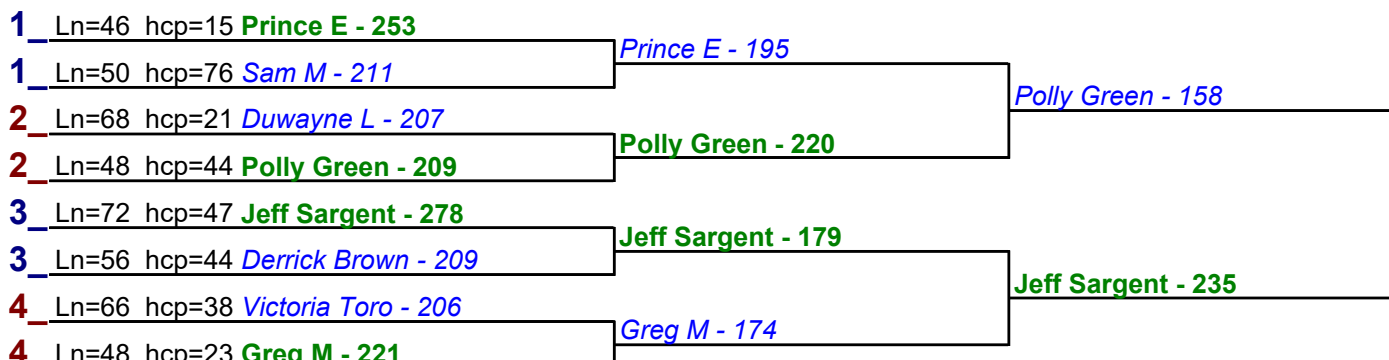 1_ Ln=46 hcp=15 Prince E - 253
Prince E - 195
1_ Ln=50 hcp=76 Sam M - 211
Polly Green - 158
2_ Ln=68 hcp=21 Duwayne L - 207
Polly Green - 220
2_ Ln=48 hcp=44 Polly Green - 209
3_ Ln=72 hcp=47 Jeff Sargent - 278
Jeff Sargent - 179
3_ Ln=56 hcp=44 Derrick Brown - 209
Jeff Sargent - 235
4_ Ln=66 hcp=38 Victoria Toro - 206
Greg M - 174
4 Ln=48 hcp=23 Greg M - 221